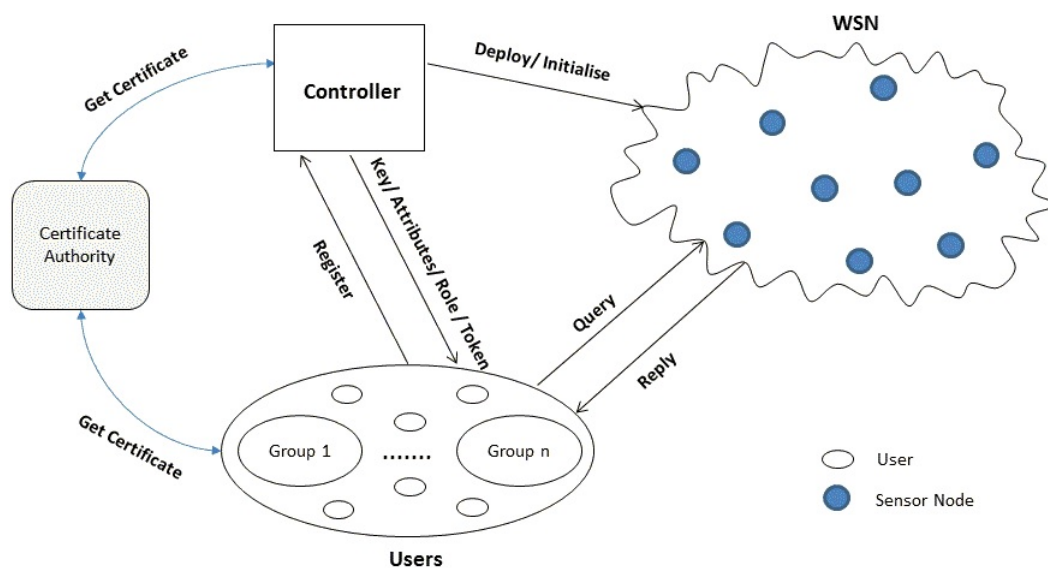 WSN
Get Certificate
Controller
Deploy/ Initialise
Certificate
Authority
Register
Key/ Attributes/ Role / Token
Query
Reply
Get Certificate
Group 1
.......
Group n
User
Sensor Node
Users